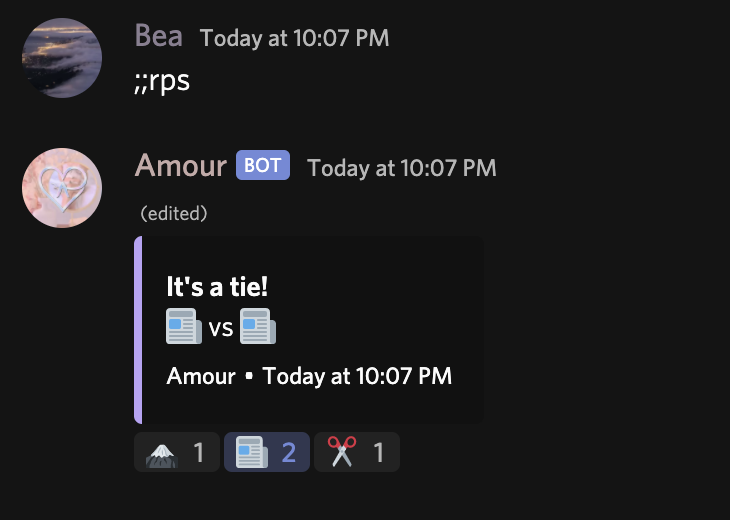 Bea Today at 10:07 PM
;;rps
Amour BOT Today at 10:07 PM
(edited)
It's a tie!
vs
Amour • Today at 10:07 PM
1 2 1